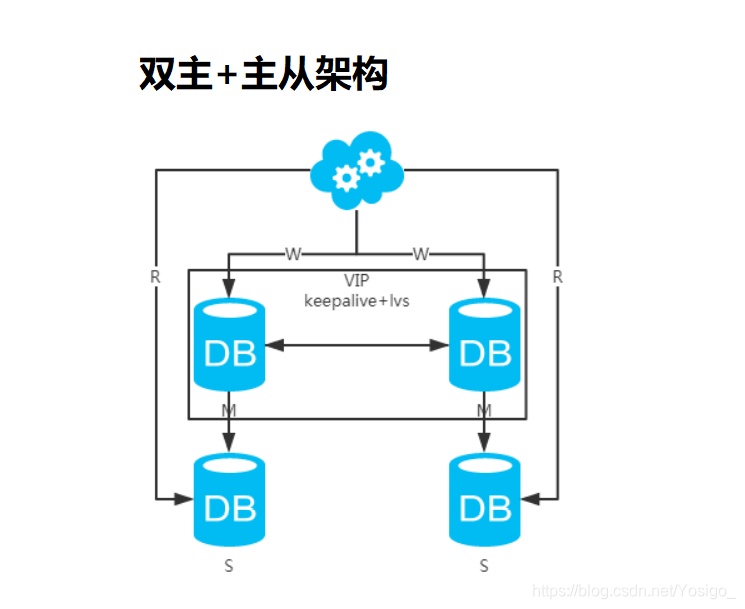 双主+主从架构
W
W
R
R
VIP
keepalive+lvs
DB
DB
M
M
DB
DB
S
S
https://blog.csdn.net/Yosigo_